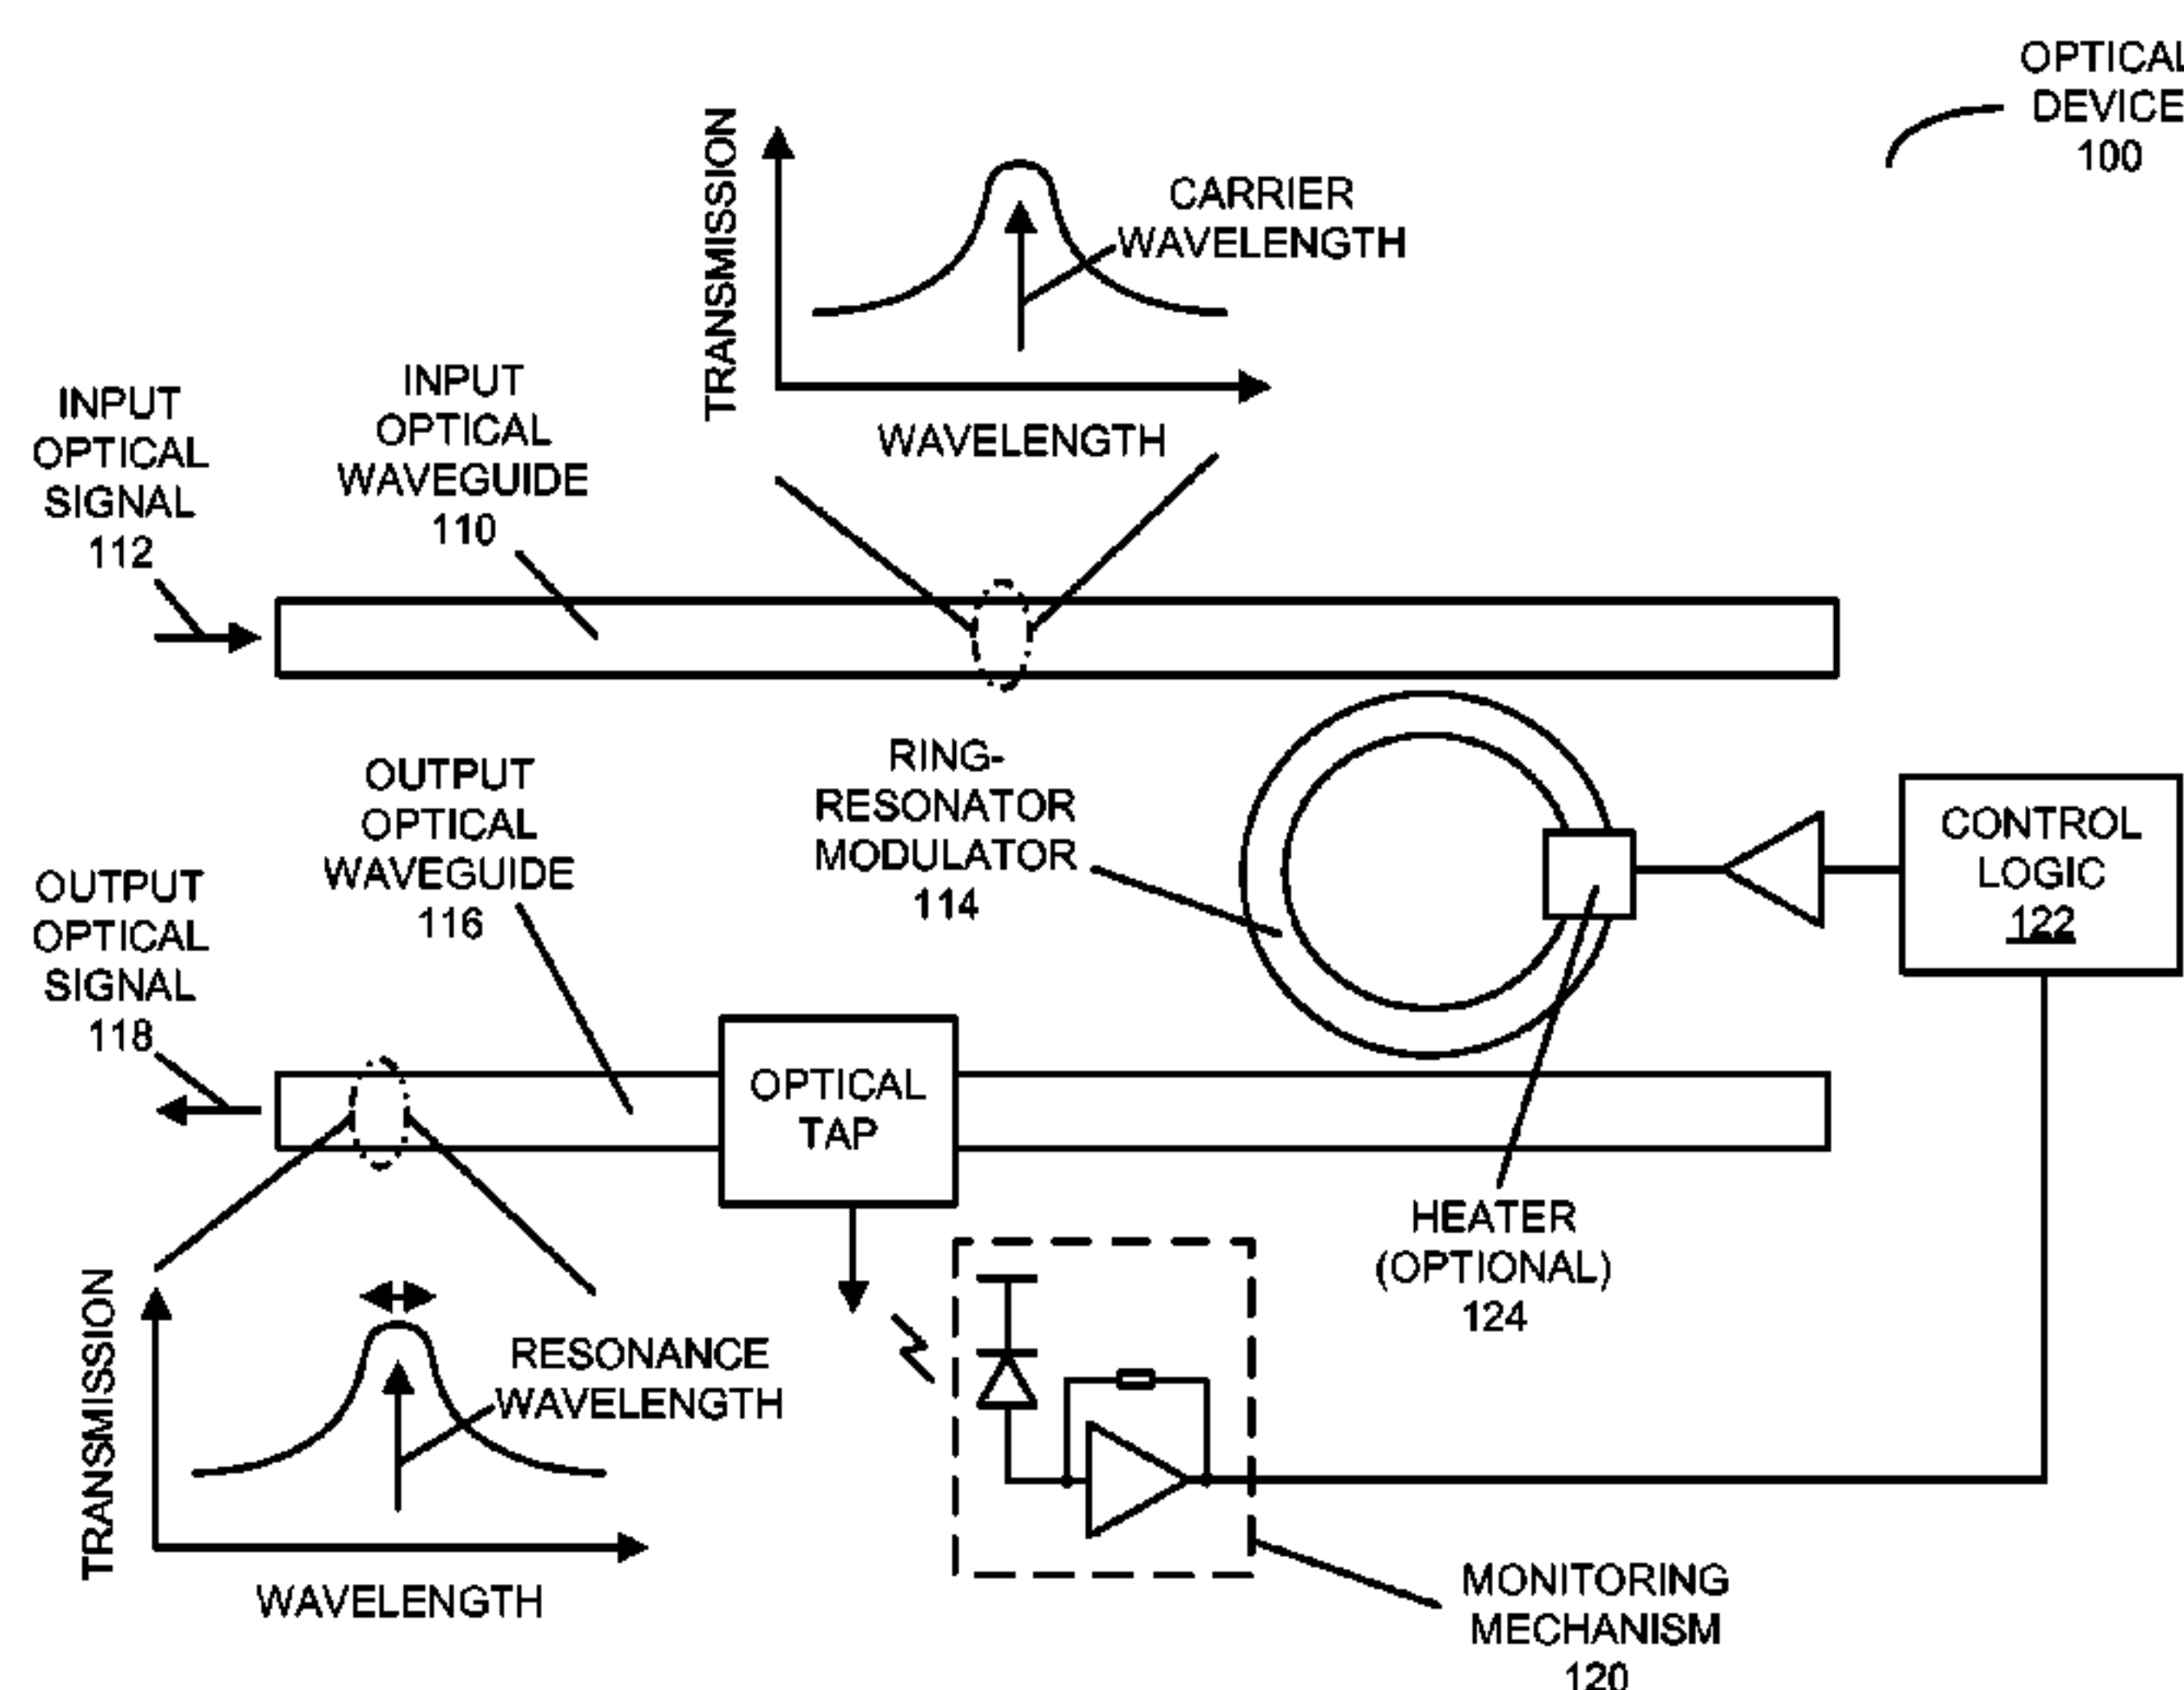 OPTICAL
DEVICE
100
TRANSMISSION
CARRIER
WAVELENGTH
WAVELENGTH
INPUT
OPTICAL
SIGNAL
112
INPUT
OPTICAL
WAVEGUIDE
110
RING-
RESONATOR
MODULATOR
114
CONTROL
LOGIC
122
OUTPUT
OPTICAL
WAVEGUIDE
116
OUTPUT
OPTICAL
SIGNAL
118
OPTICAL
TAP
HEATER
(OPTIONAL)
124
TRANSMISSION
RESONANCE
WAVELENGTH
WAVELENGTH
MONITORING
MECHANISM
120